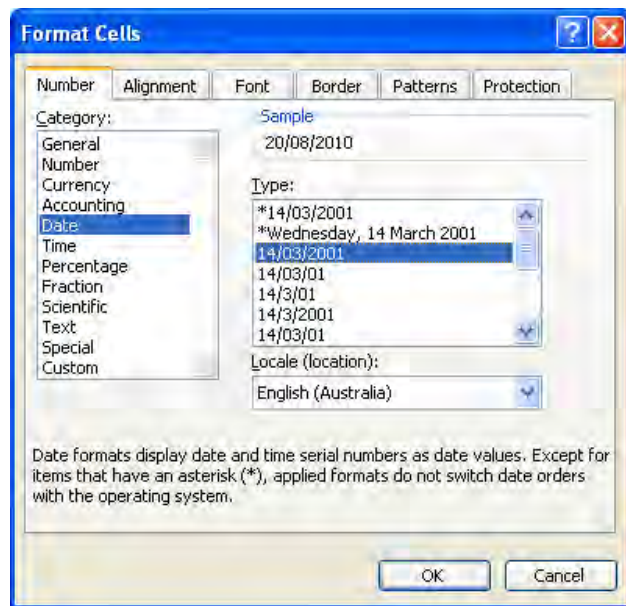 Format Cells
Number Alignment Font Border Patterns Protection
Category:
General
Number
Currency
Accounting
Date
Time
Percentage
Fraction
Scientific
Text
Special
Custom
Sample
20/08/2010
Type:
*14/03/2001
*Wednesday, 14 March 2001
14/03/2001
14/03/01
14/3/01
14/3/2001
14/03/01
Locale (location):
English (Australia)
Date formats display date and time serial numbers as date values. Except for
items that have an asterisk (*), applied formats do not switch date orders
with the operating system.
OK Cancel